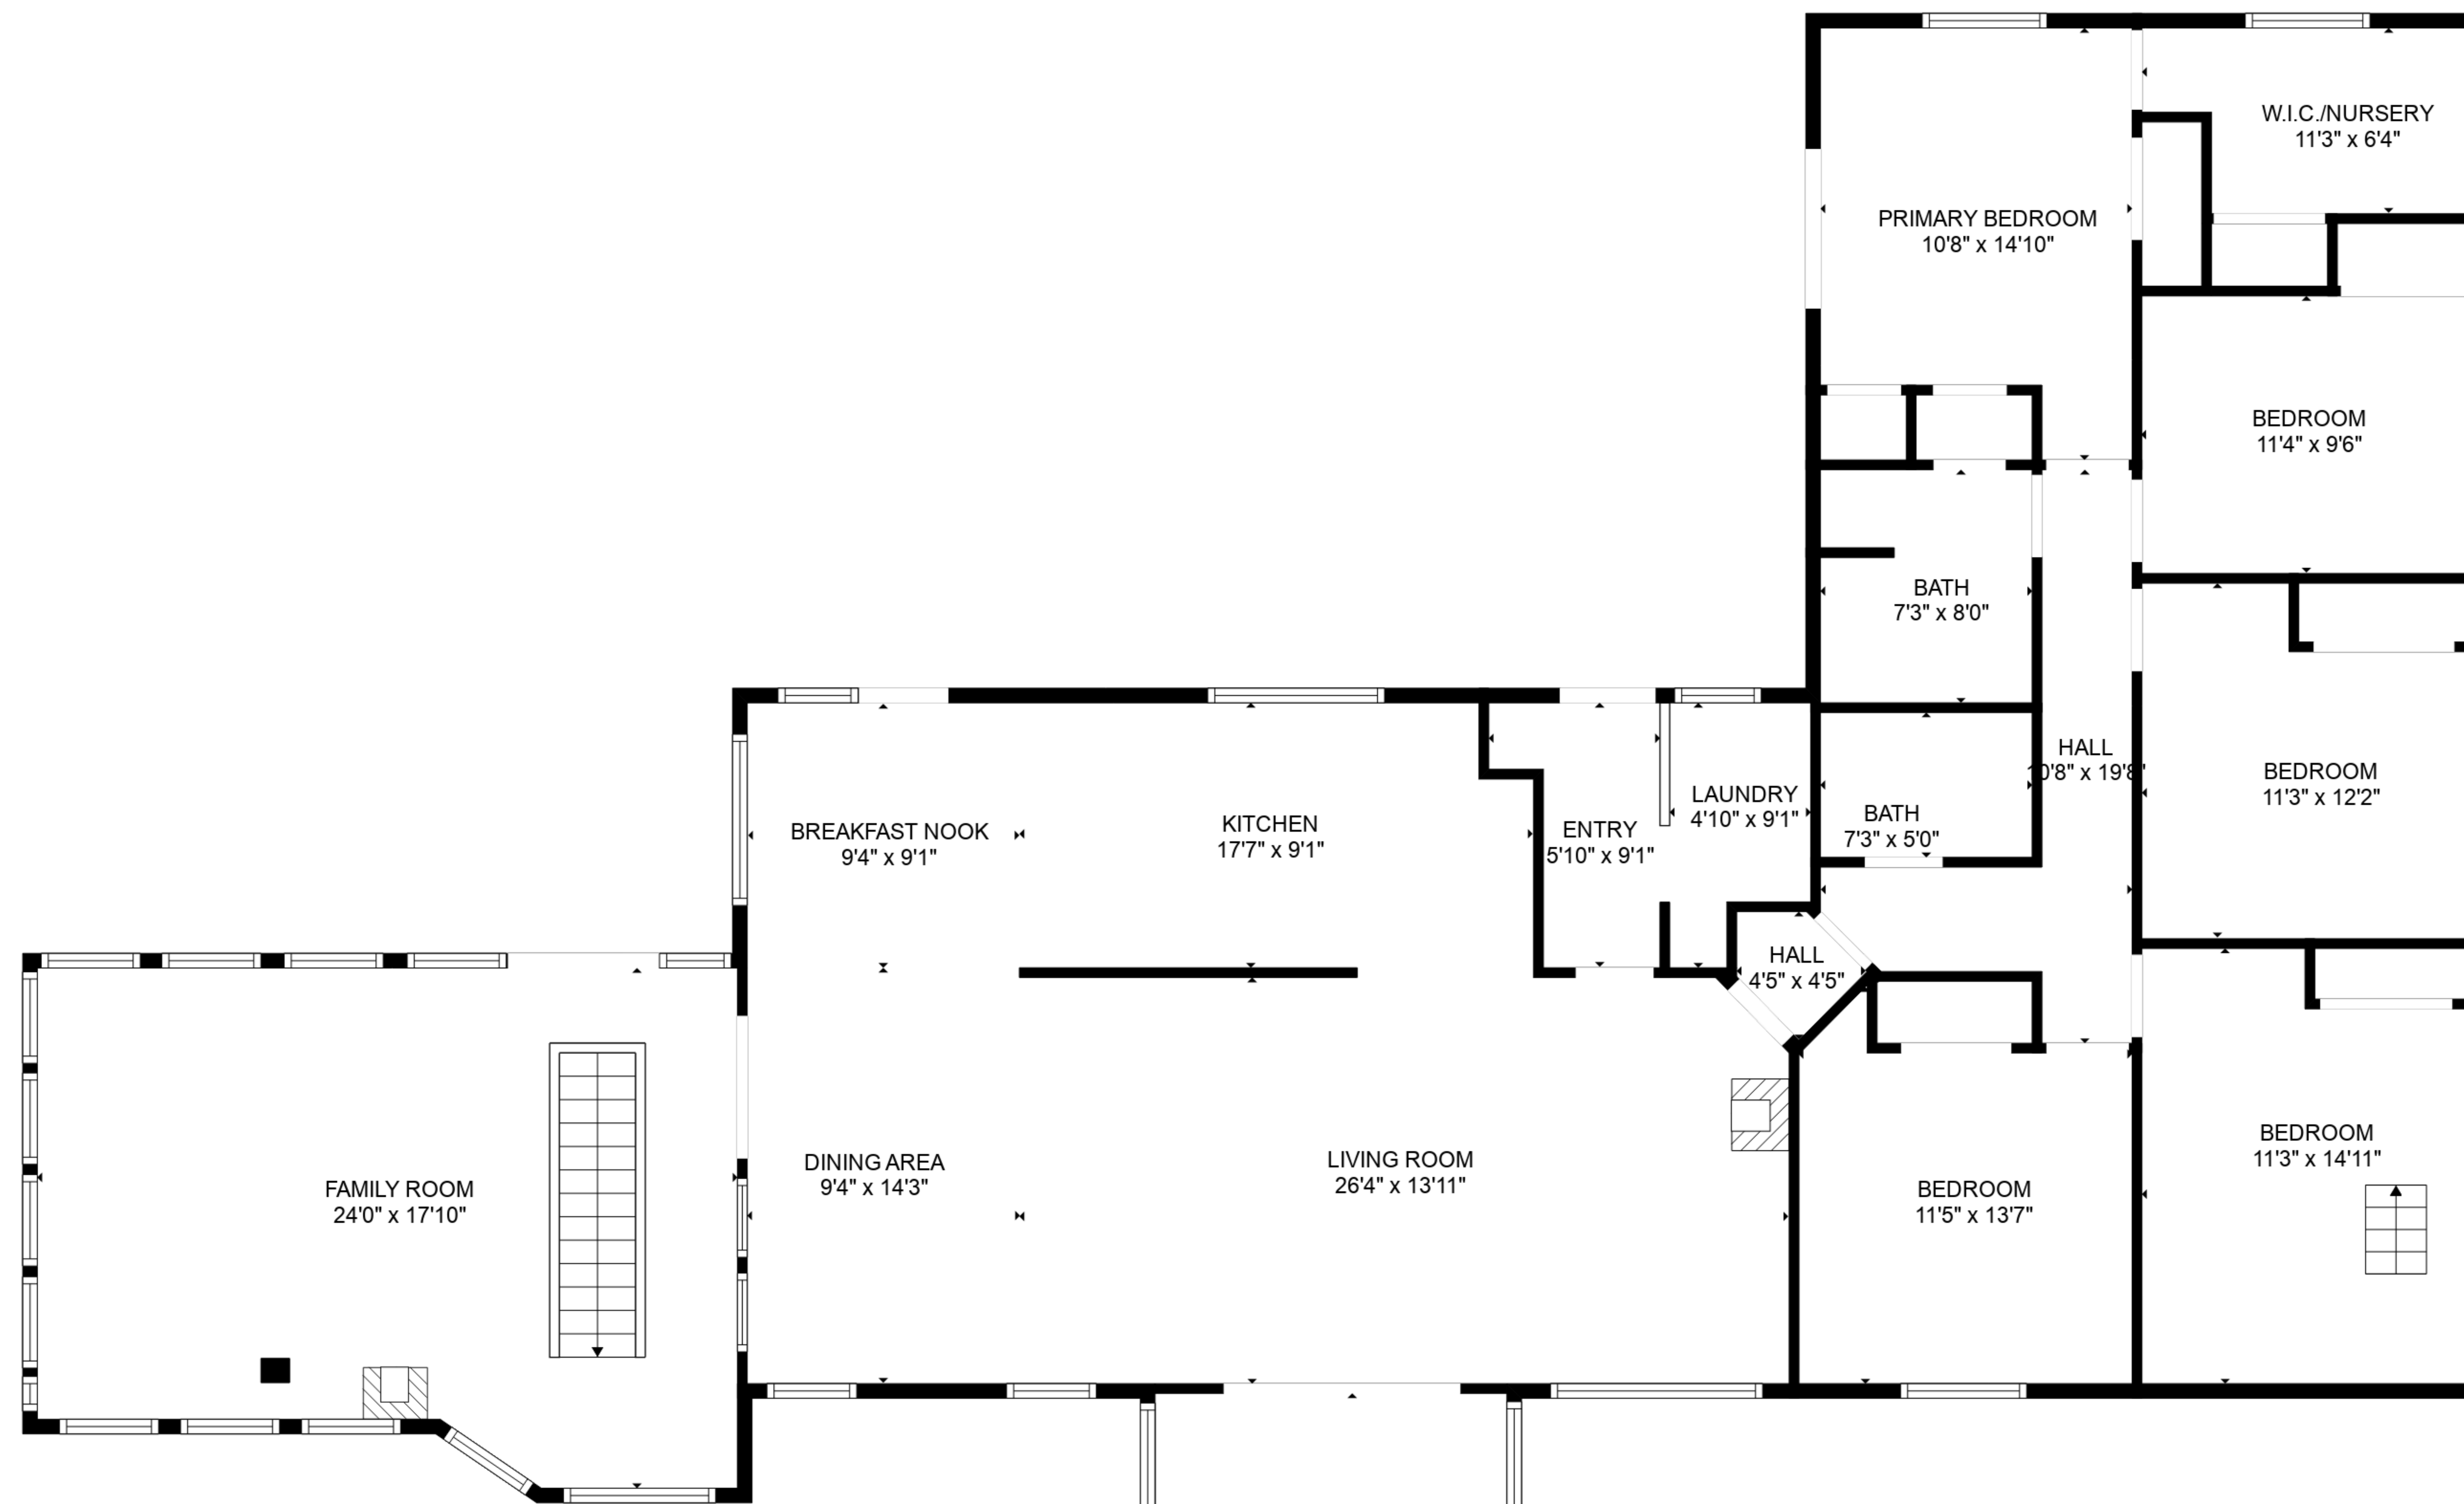 W.I.C./NURSERY
11'3" x 6'4"
PRIMARY BEDROOM
10'8" x 14'10"
BEDROOM
11'4" x 9'6"
BATH
7'3" x 8'0"
HALL
10'8" x 19'8"
BEDROOM
11'3" x 12'2"
LAUNDRY
4'10" x 9'1"
BATH
7'3" x 5'0"
BREAKFAST NOOK
9'4" x 9'1"
KITCHEN
17'7" x 9'1"
ENTRY
5'10" x 9'1"
HALL
4'5" x 4'5"
BEDROOM
11'3" x 14'11"
DINING AREA
9'4" x 14'3"
LIVING ROOM
26'4" x 13'11"
FAMILY ROOM
24'0" x 17'10"
BEDROOM
11'5" x 13'7"